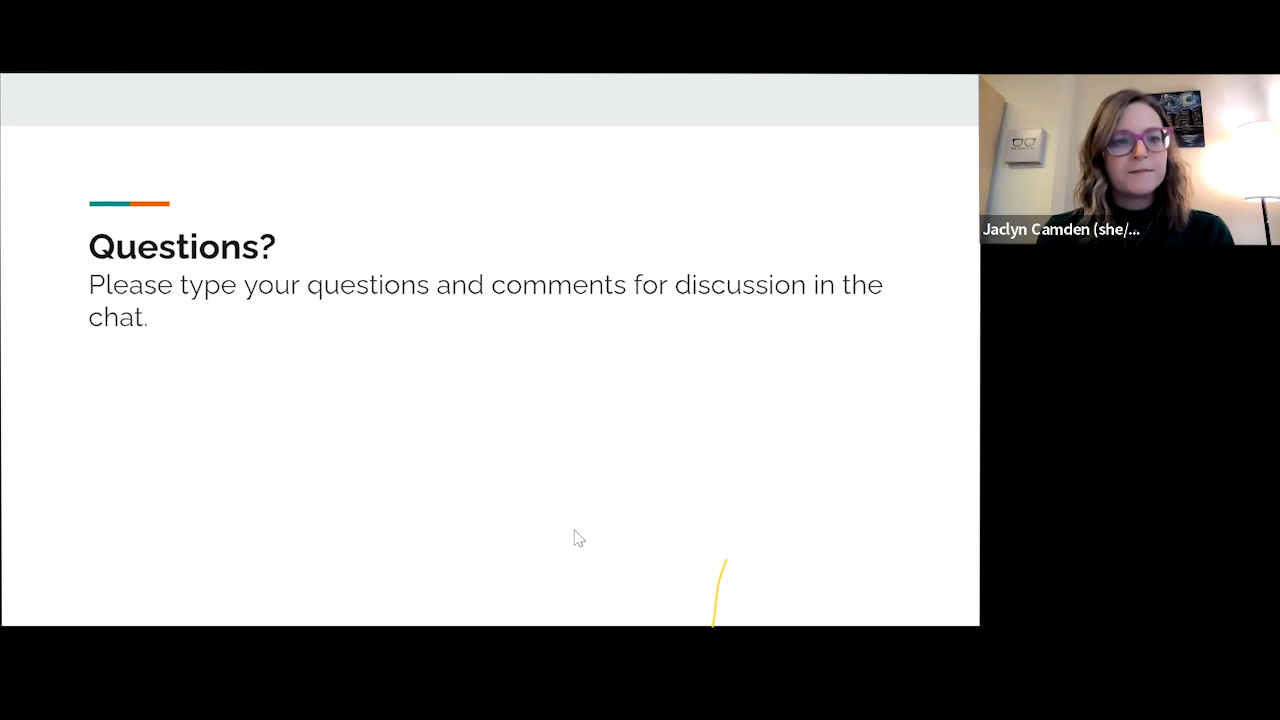 Questions?
Please type your questions and comments for discussion in the
chat.
Jaclyn Camden (she/...